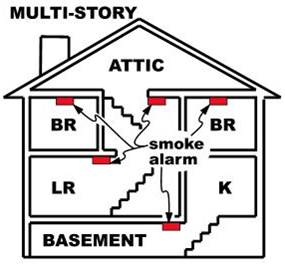 MULTI-STORY
ATTIC
BR
BR
smoke
alarm
LR
K
BASEMENT